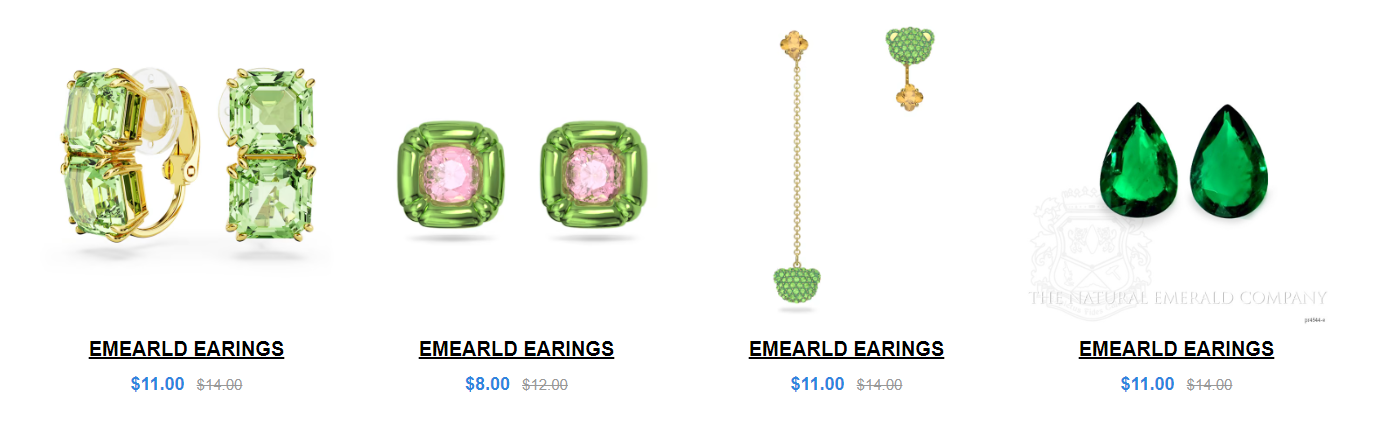 THE NATURAL EMERALD COMPANY
EMEARLD EARINGS
$11.00 $14.00
EMEARLD EARINGS
$8.00 $12.00
EMEARLD EARINGS
$11.00 $14.00
EMEARLD EARINGS
$11.00 $14.00